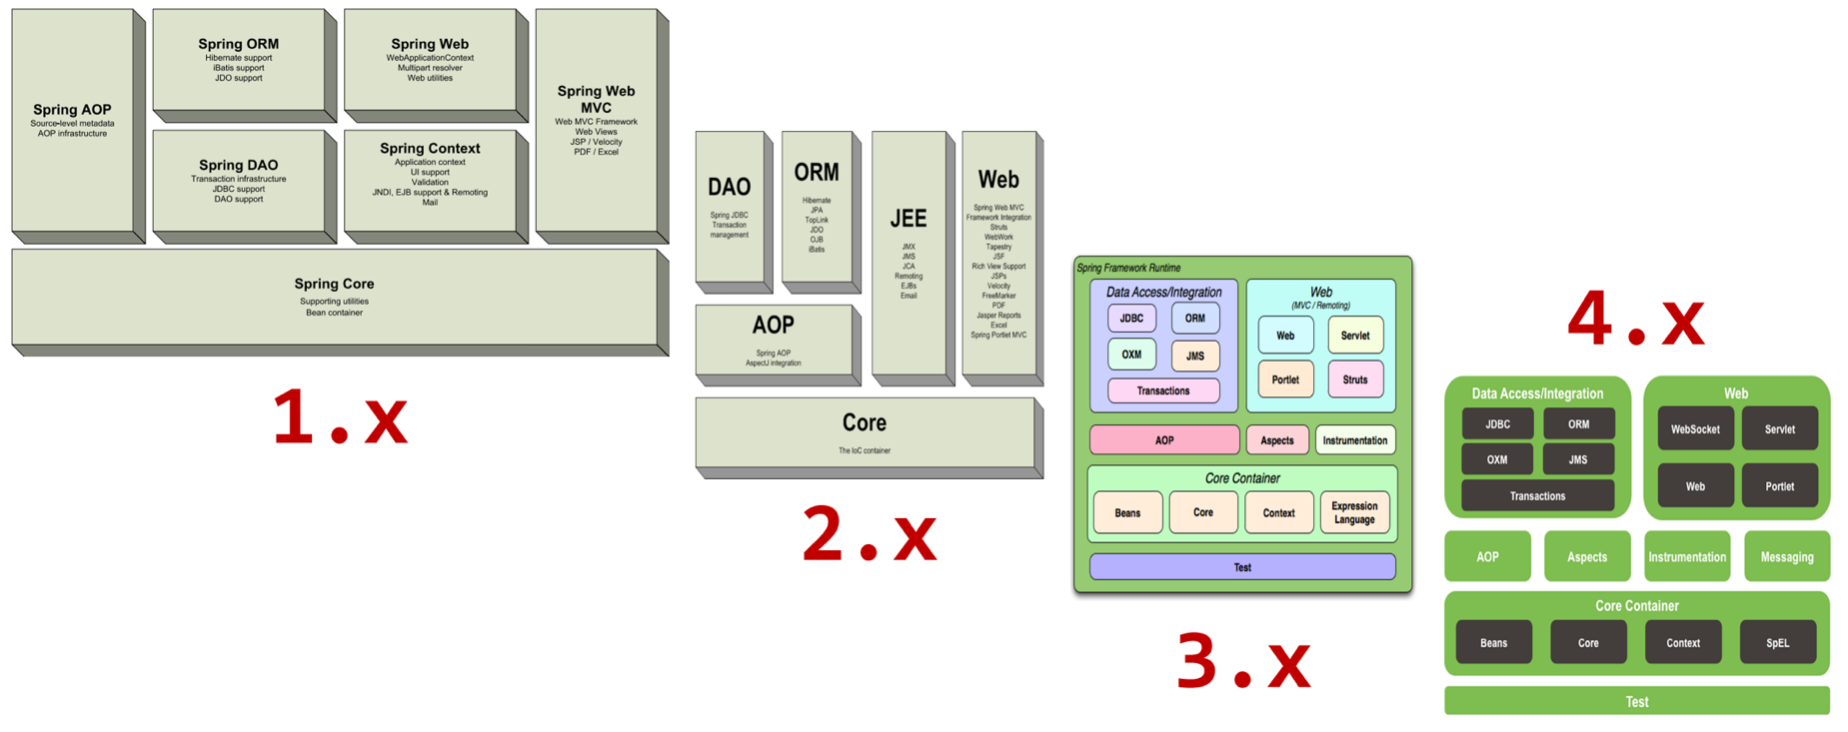 Spring AOP
Source-level metadata
AOP infrastructure
Spring ORM
Hibernate support
iBatis support
JDO support
Spring Web
WebApplicationContext
Multipart resolver
Web utilities
Spring Web
MVC
Web MVC Framework
Web Views
JSP / Velocity
PDF / Excel
Spring DAO
Transaction infrastructure
JDBC support
DAO support
Spring Context
Application context
UI support
Validation
JNDI, EJB support & Remoting
Mail
Spring Core
Supporting utilities
Bean container
1.x
DAO
Spring JDBC
Transaction
management
ORM
Hibernate
JPA
TopLink
JDO
OJB
iBatis
JEE
JMX
JMS
JCA
Remoting
EJBs
Email
Web
Spring Web MVC
Framework Integration
Struts
WebWork
Tapestry
JSF
Rich View Support
JSPs
Velocity
FreeMarker
PDF
Jasper Reports
Excel
Spring Portlet MVC
AOP
Spring AOP
AspectJ integration
Core
The IoC container
2.x
Spring Framework Runtime
Data Access/Integration
JDBC
ORM
OXM
JMS
Transactions
Web
(MVC / Remoting)
Web
Servlet
Portlet
Struts
AOP
Aspects
Instrumentation
Core Container
Beans
Core
Context
Expression
Language
Test
3.x
4.x
Data Access/Integration
JDBC
ORM
OXM
JMS
Transactions
Web
WebSocket
Servlet
Web
Portlet
AOP
Aspects
Instrumentation
Messaging
Core Container
Beans
Core
Context
SpEL
Test